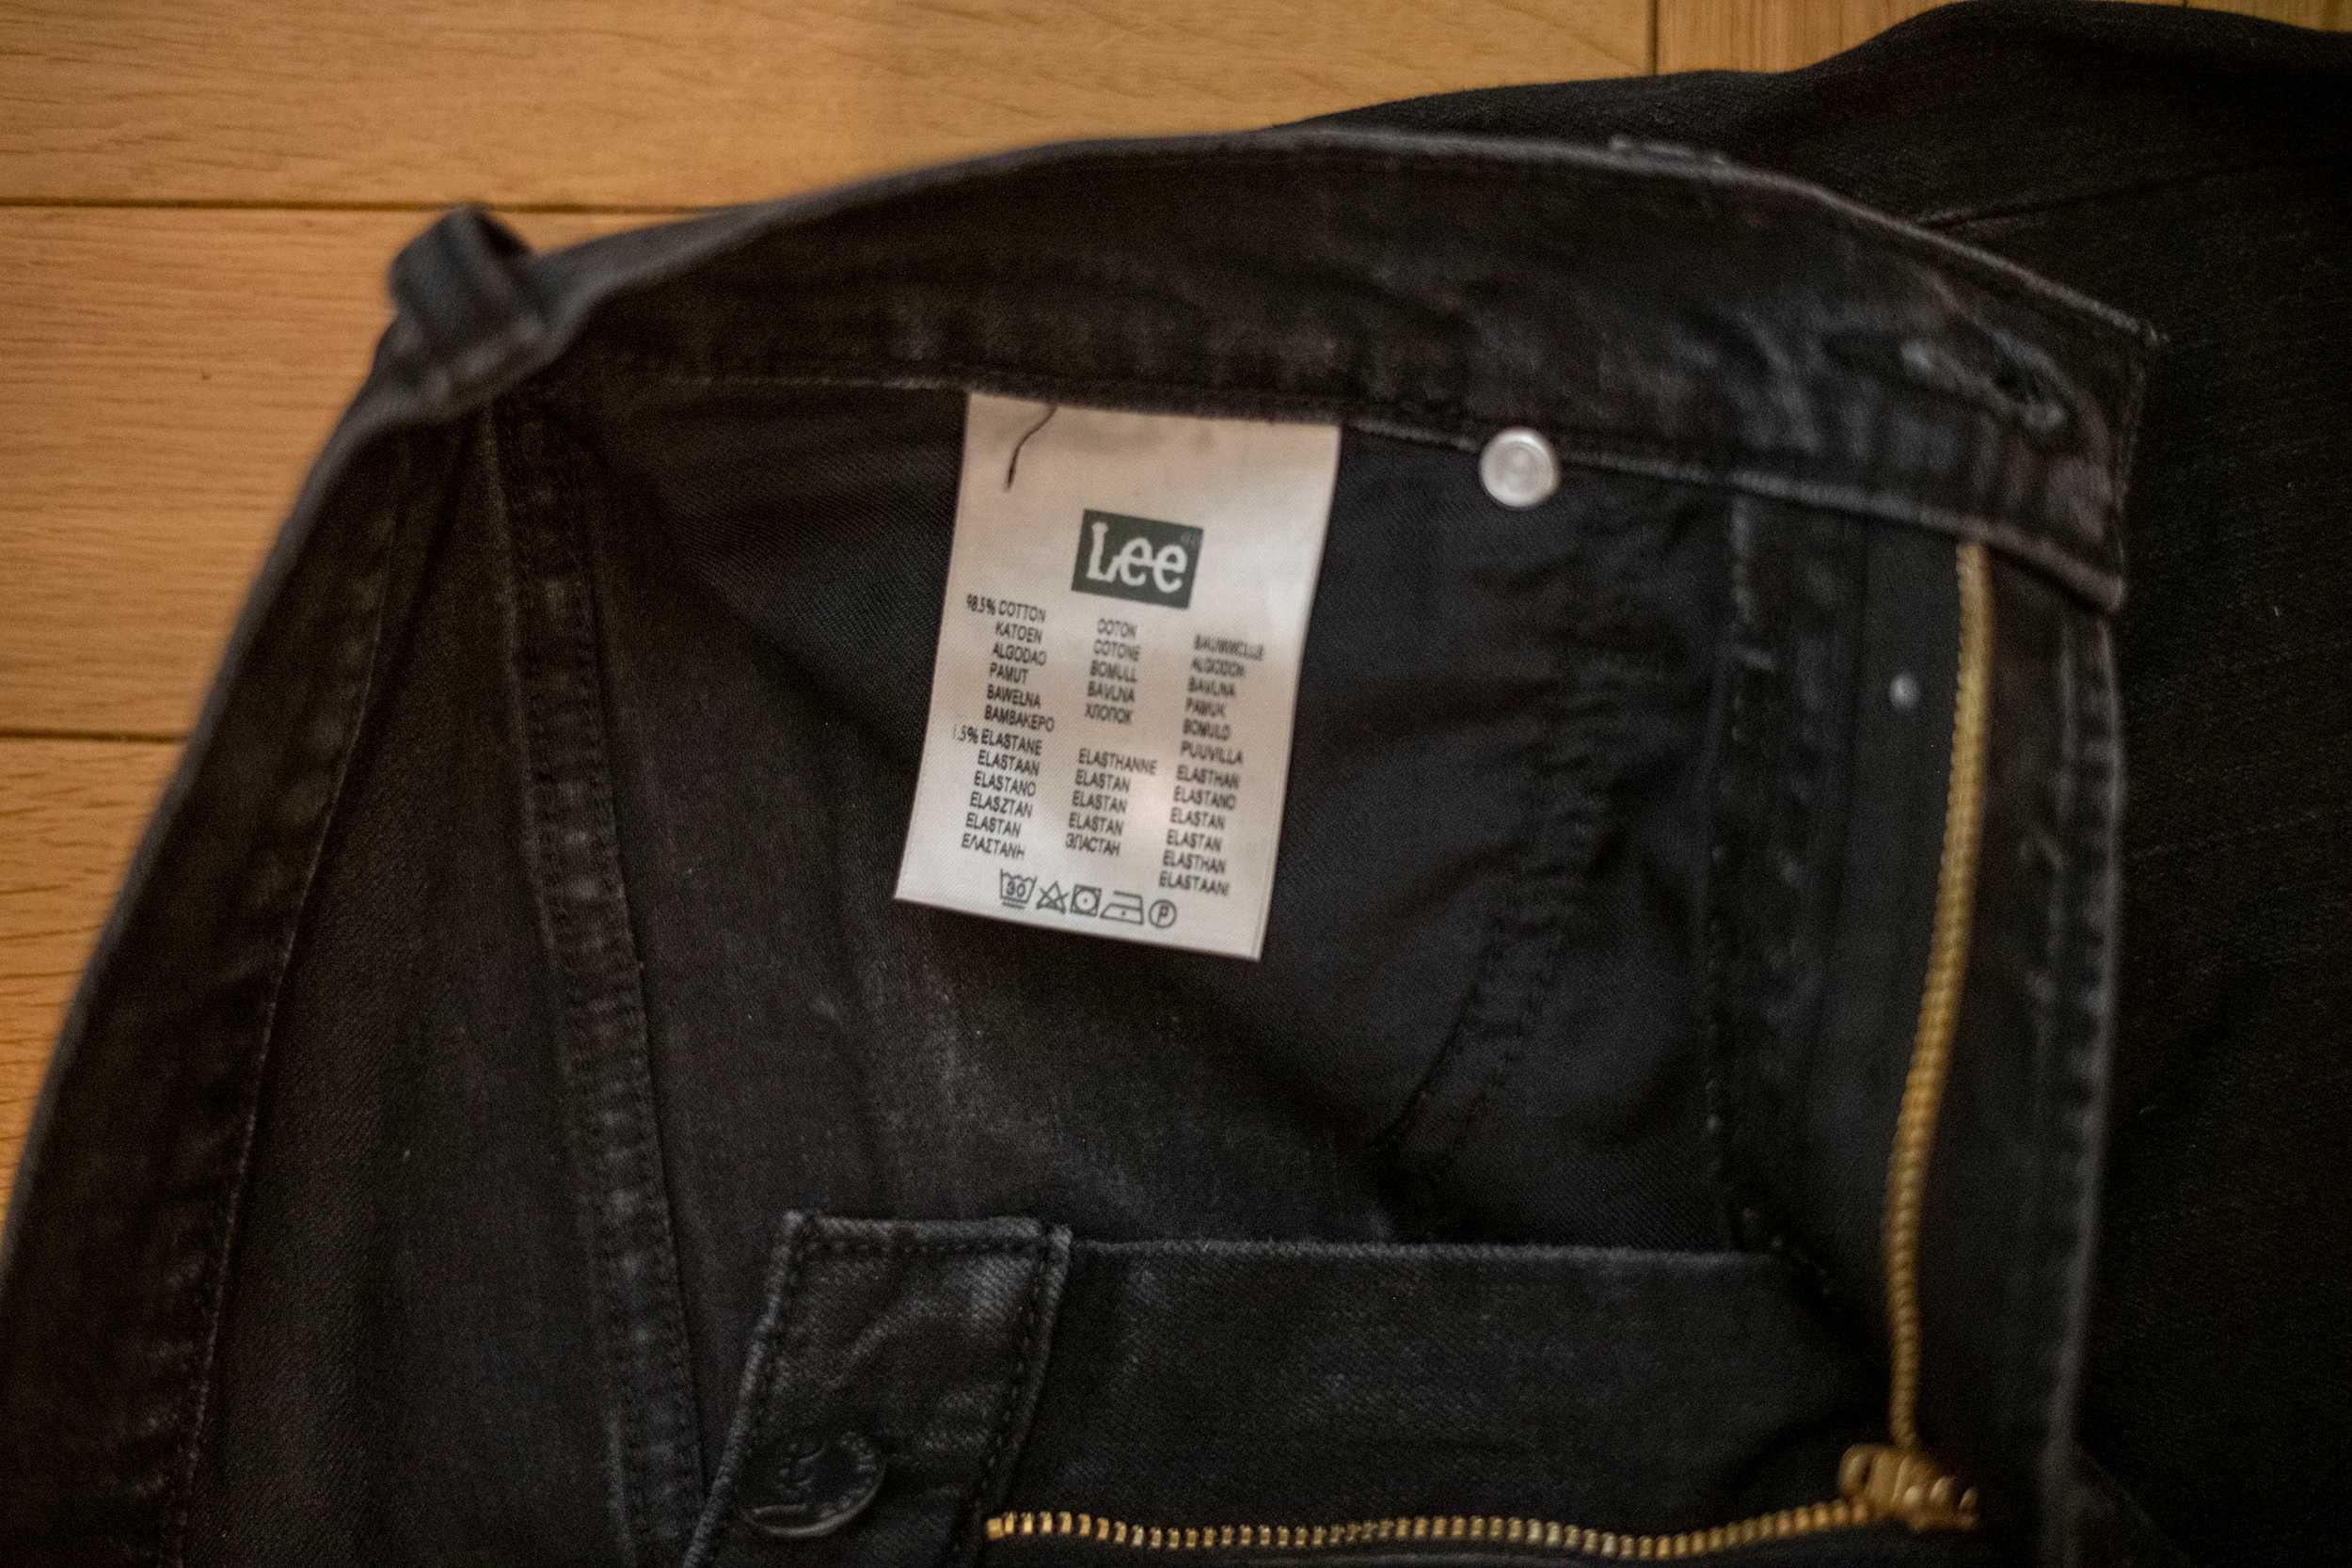 Lee
98.5% COTTON COTON BAUMWOLLE
KATOEN COTONE ALGODON
ALGODAO BOMULL BAVLNA
PAMUT BAVLNA PAMUK
BAWEŁNA ХЛОПОК BOMULD
ΒΑΜΒΑΚΕΡΟ PUUVILLA
1.5% ELASTANE ELASTHANNE ELASTHAN
ELASTAAN ELASTAN ELASTANO
ELASTANO ELASTAN ELASTAN
ELASZTAN ELASTAN ELASTAN
ELASTAN ЭЛАСТАН ELASTHAN
ΕΛΑΣΤΑΝΗ ELASTAANI
30 P